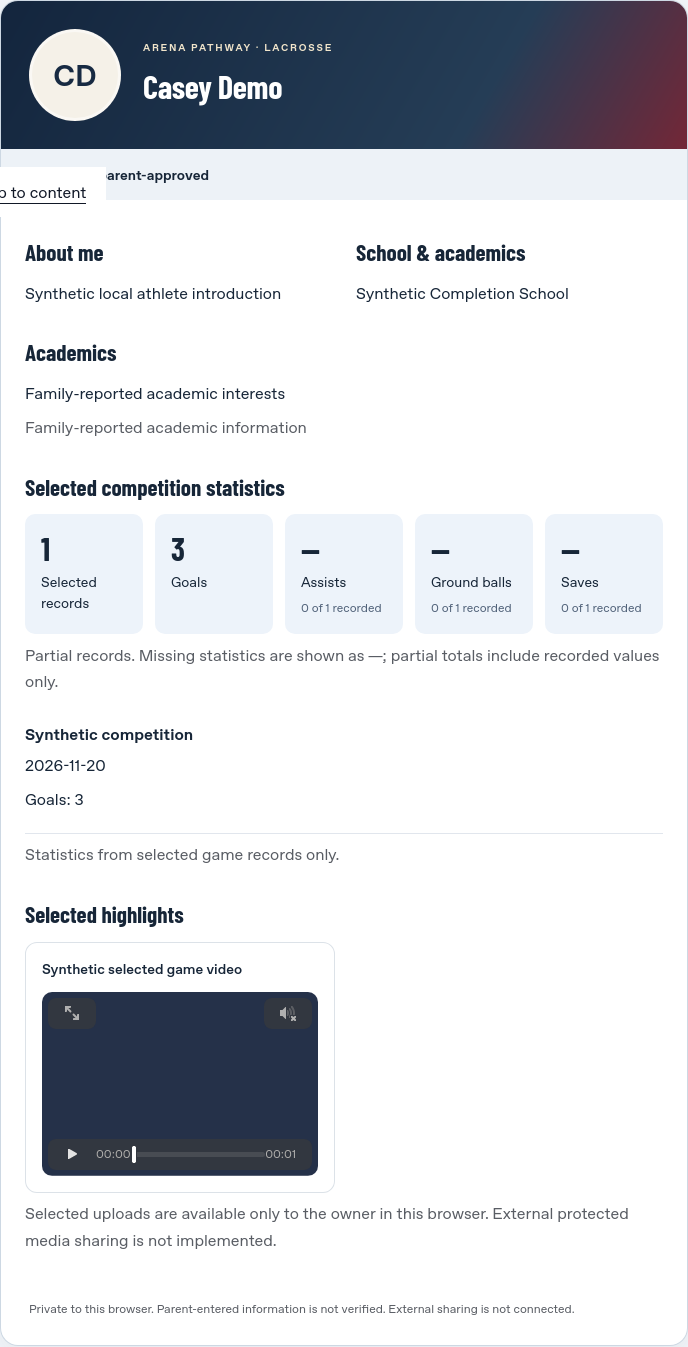 CD
ARENA PATHWAY · LACROSSE
Casey Demo
parent-approved
to content
About me
Synthetic local athlete introduction
School & academics
Synthetic Completion School
Academics
Family-reported academic interests
Family-reported academic information
Selected competition statistics
1
Selected
records
3
Goals
—
Assists
0 of 1 recorded
—
Ground balls
0 of 1 recorded
—
Saves
0 of 1 recorded
Partial records. Missing statistics are shown as —; partial totals include recorded values
only.
Synthetic competition
2026-11-20
Goals: 3
Statistics from selected game records only.
Selected highlights
Synthetic selected game video
00:00
00:01
Selected uploads are available only to the owner in this browser. External protected
media sharing is not implemented.
Private to this browser. Parent-entered information is not verified. External sharing is not connected.